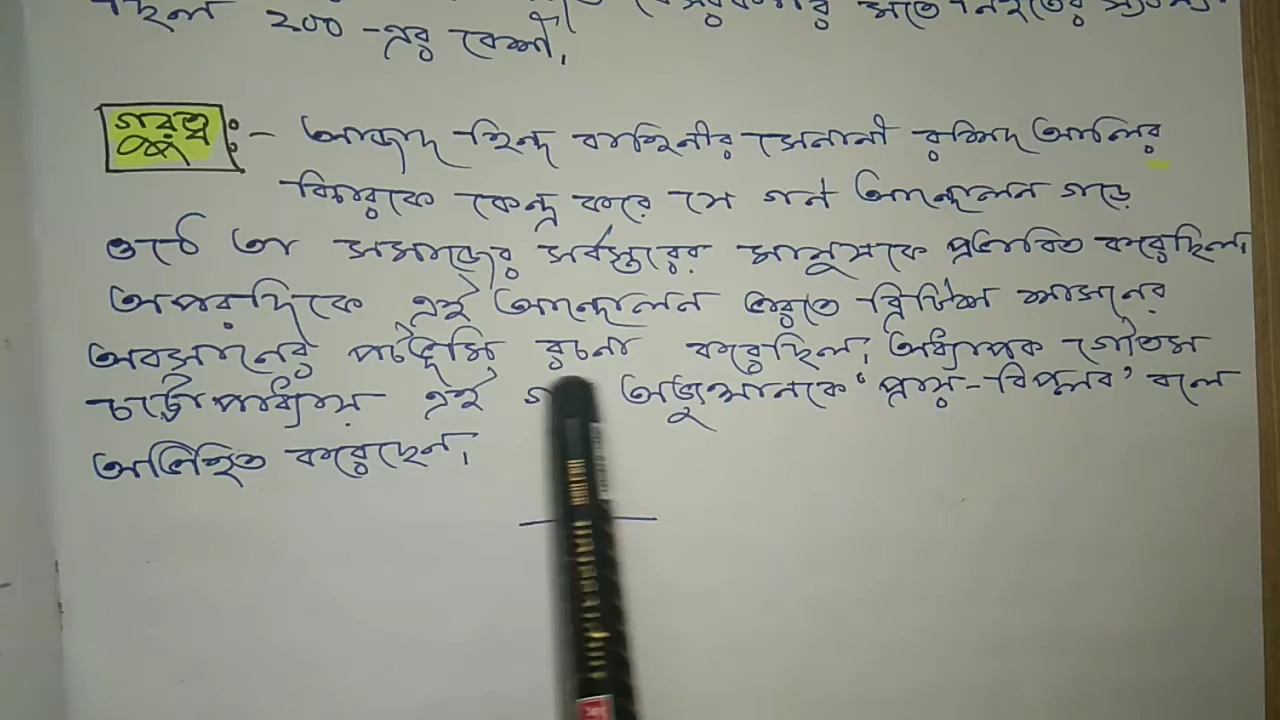 ২০০ -এর বেশী।
গুরুত্ব :- আজাদ হিন্দ বাহিনীর সেনানী রশিদ আলির
বিচারকে কেন্দ্র করে যে গন আন্দোলন গড়ে
ওঠে তা সমাজের সর্বস্তরের মানুষকে প্রভাবিত করেছিল।
অপরদিকে এই আন্দোলন ভারতে ব্রিটিশ শাসনের
অবসানের পটভূমি রচনা করেছিল। অধ্যাপক গৌতম
চট্টোপাধ্যায় এই অভ্যুত্থানকে 'প্রায়-বিপ্লব' বলে
অভিহিত করেছেন।